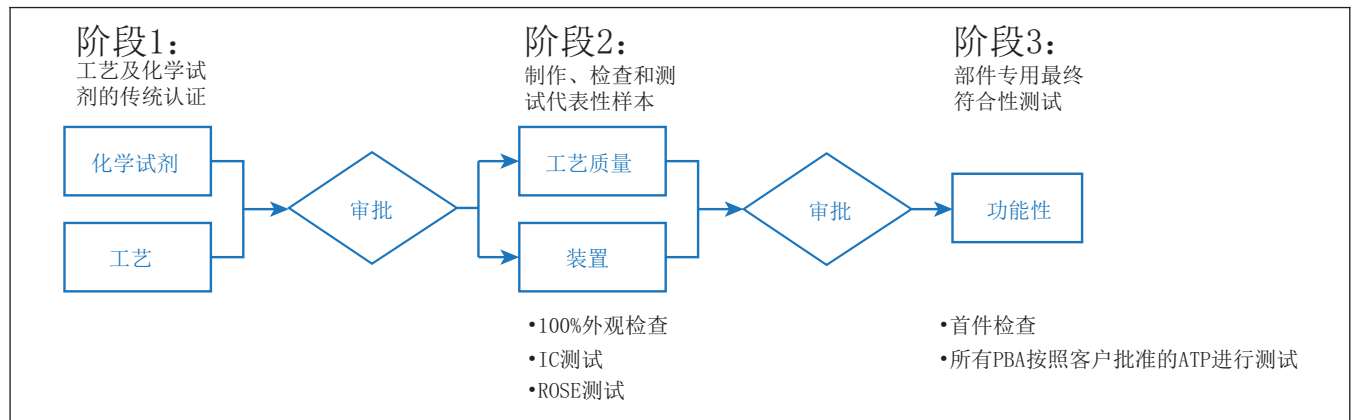 阶段1:
工艺及化学试
剂的传统认证
化学试剂
工艺
审批
阶段2:
制作、检查和测
试代表性样本
工艺质量
装置
•100%外观检查
•IC测试
•ROSE测试
审批
阶段3:
部件专用最终
符合性测试
功能性
•首件检查
•所有PBA按照客户批准的ATP进行测试